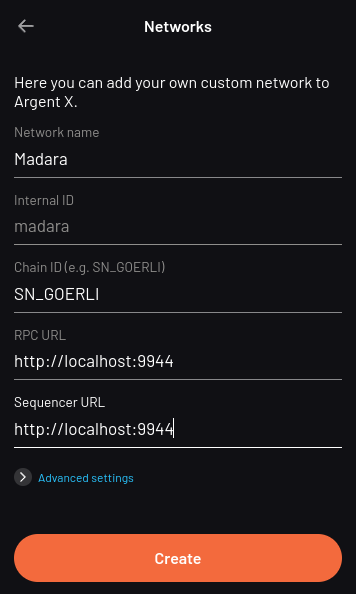 Networks
Here you can add your own custom network to
Argent X.
Network name
Madara
Internal ID
madara
Chain ID (e.g. SN_GOERLI)
SN_GOERLI
RPC URL
http://localhost:9944
Sequencer URL
http://localhost:9944
Advanced settings
Create